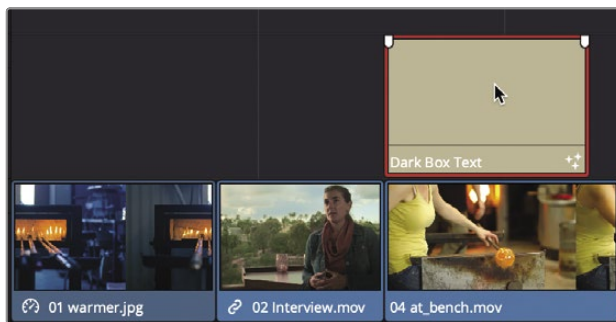 Dark Box Text
01 warmer.jpg
02 Interview.mov
04 at_bench.mov